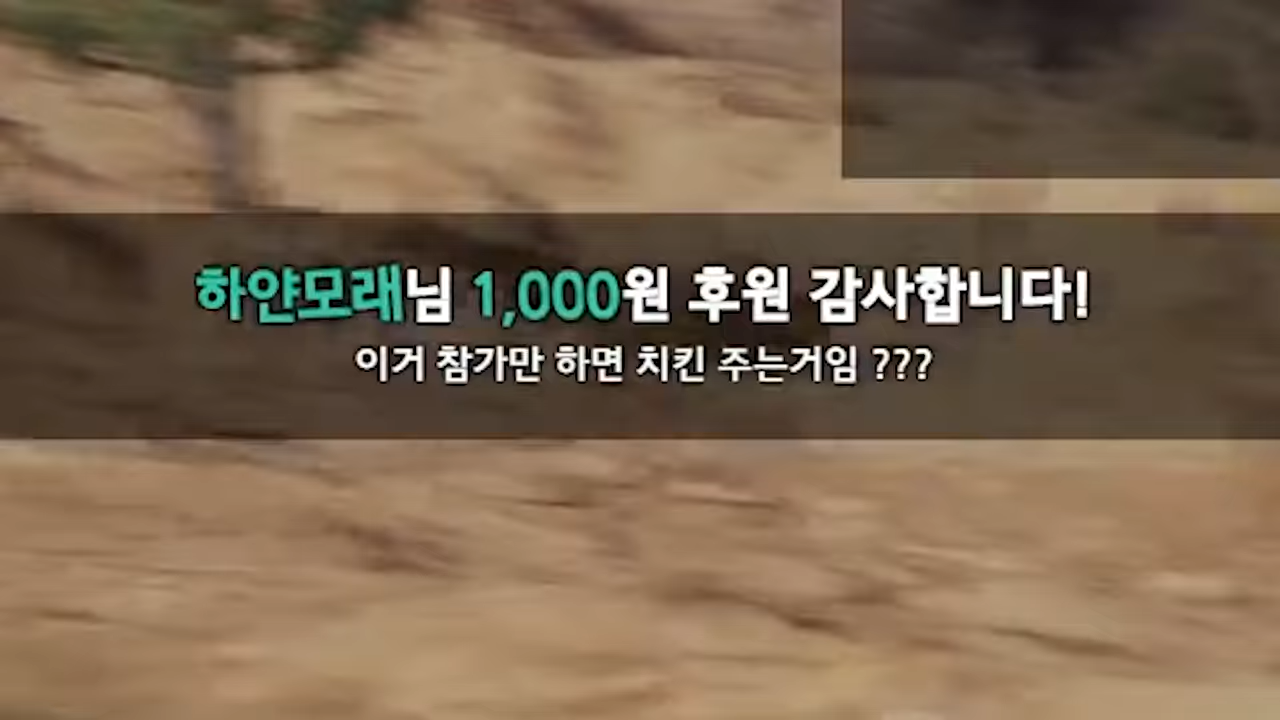 하얀모래님 1,000원 후원 감사합니다!
이거 참가만 하면 치킨 주는거임 ???